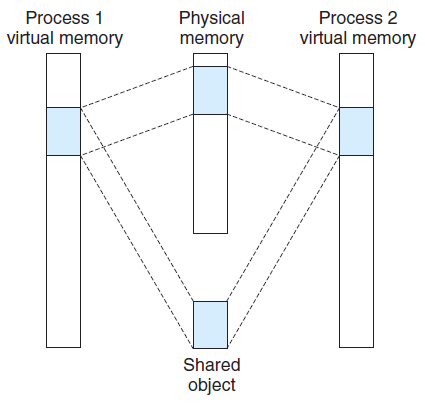 Process 1
virtual memory
Physical
memory
Process 2
virtual memory
Shared
object